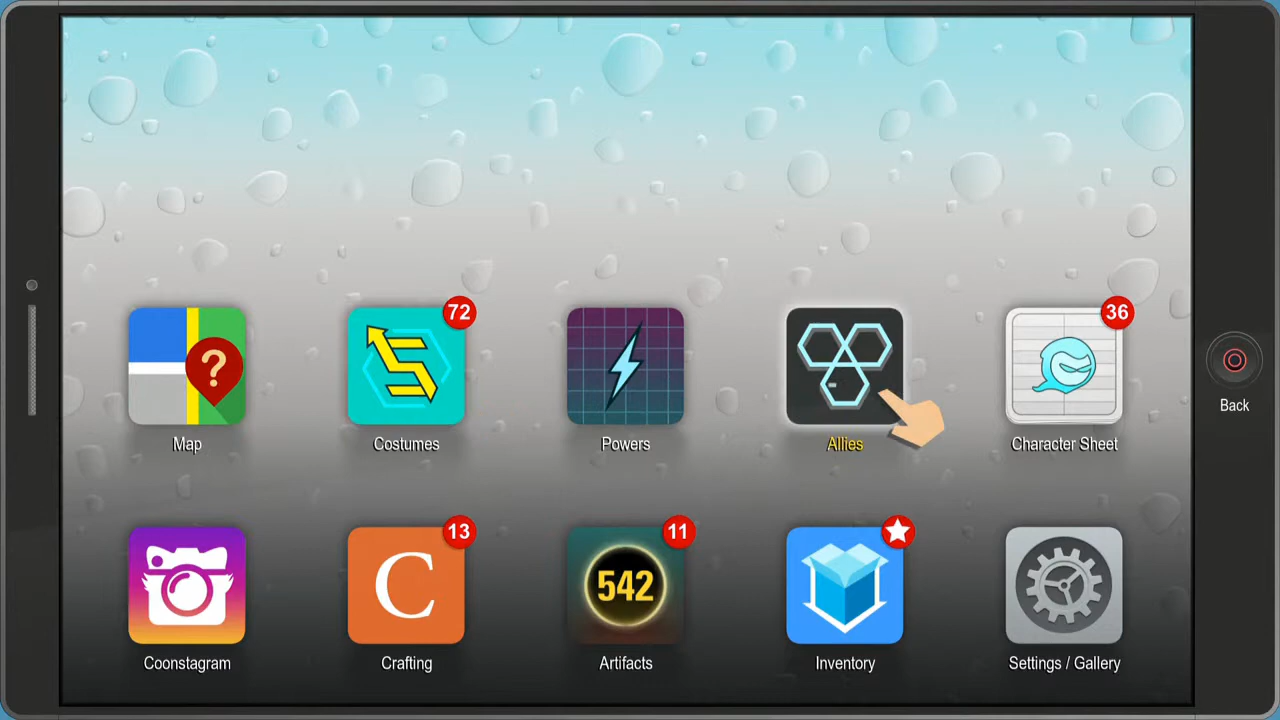 72
36
?
Map
Costumes
Powers
Allies
Character Sheet
Back
13
11
C
542
Coonstagram
Crafting
Artifacts
Inventory
Settings / Gallery